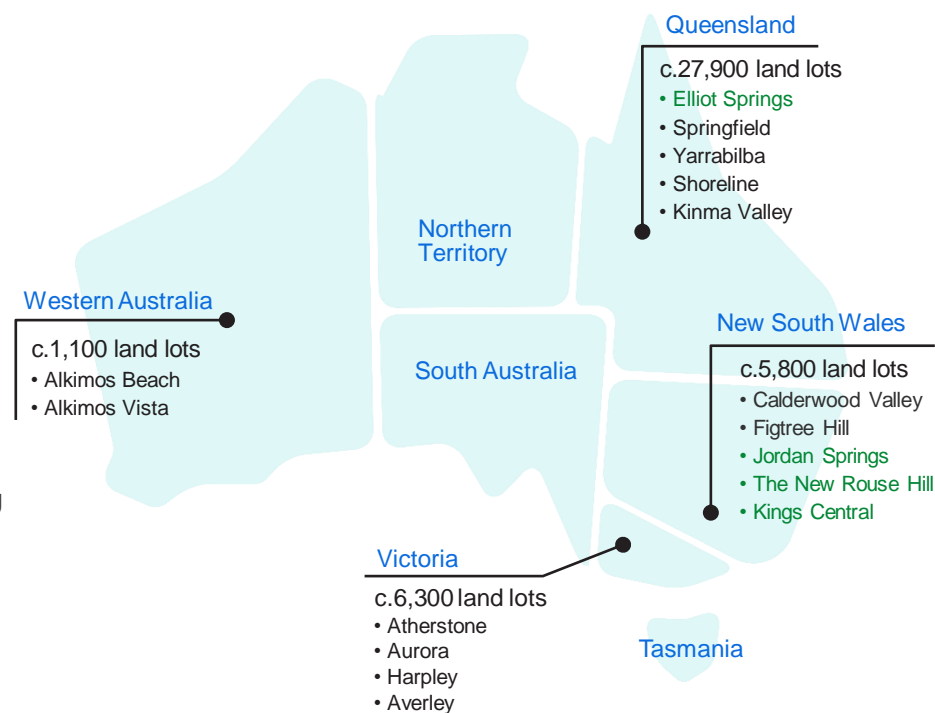 Queensland
c.27,900 land lots
• Elliot Springs
• Springfield
• Yarrabilba
• Shoreline
• Kinma Valley
Northern
Territory
Western Australia
c.1,100 land lots
• Alkimos Beach
• Alkimos Vista
South Australia
New South Wales
c.5,800 land lots
• Calderwood Valley
• Figtree Hill
• Jordan Springs
• The New Rouse Hill
• Kings Central
Victoria
c.6,300 land lots
• Atherstone
• Aurora
• Harpley
• Averley
Tasmania